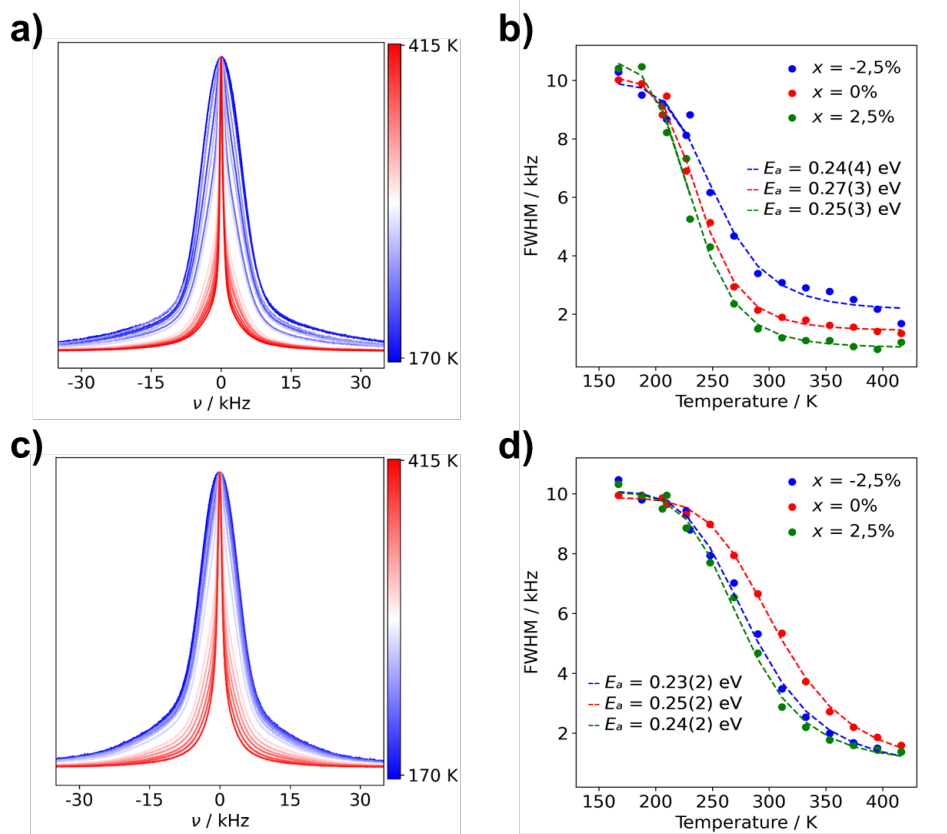 a)
415 K
170 K
-30 -15 0 15 30
ν / kHz
b)
10
8
6
4
2
FWHM / kHz
x = -2,5%
x = 0%
x = 2,5%
Eₐ = 0.24(4) eV
Eₐ = 0.27(3) eV
Eₐ = 0.25(3) eV
150 200 250 300 350 400
Temperature / K
c)
415 K
170 K
-30 -15 0 15 30
ν / kHz
d)
10
8
6
4
2
FWHM / kHz
x = -2,5%
x = 0%
x = 2,5%
Eₐ = 0.23(2) eV
Eₐ = 0.25(2) eV
Eₐ = 0.24(2) eV
150 200 250 300 350 400
Temperature / K